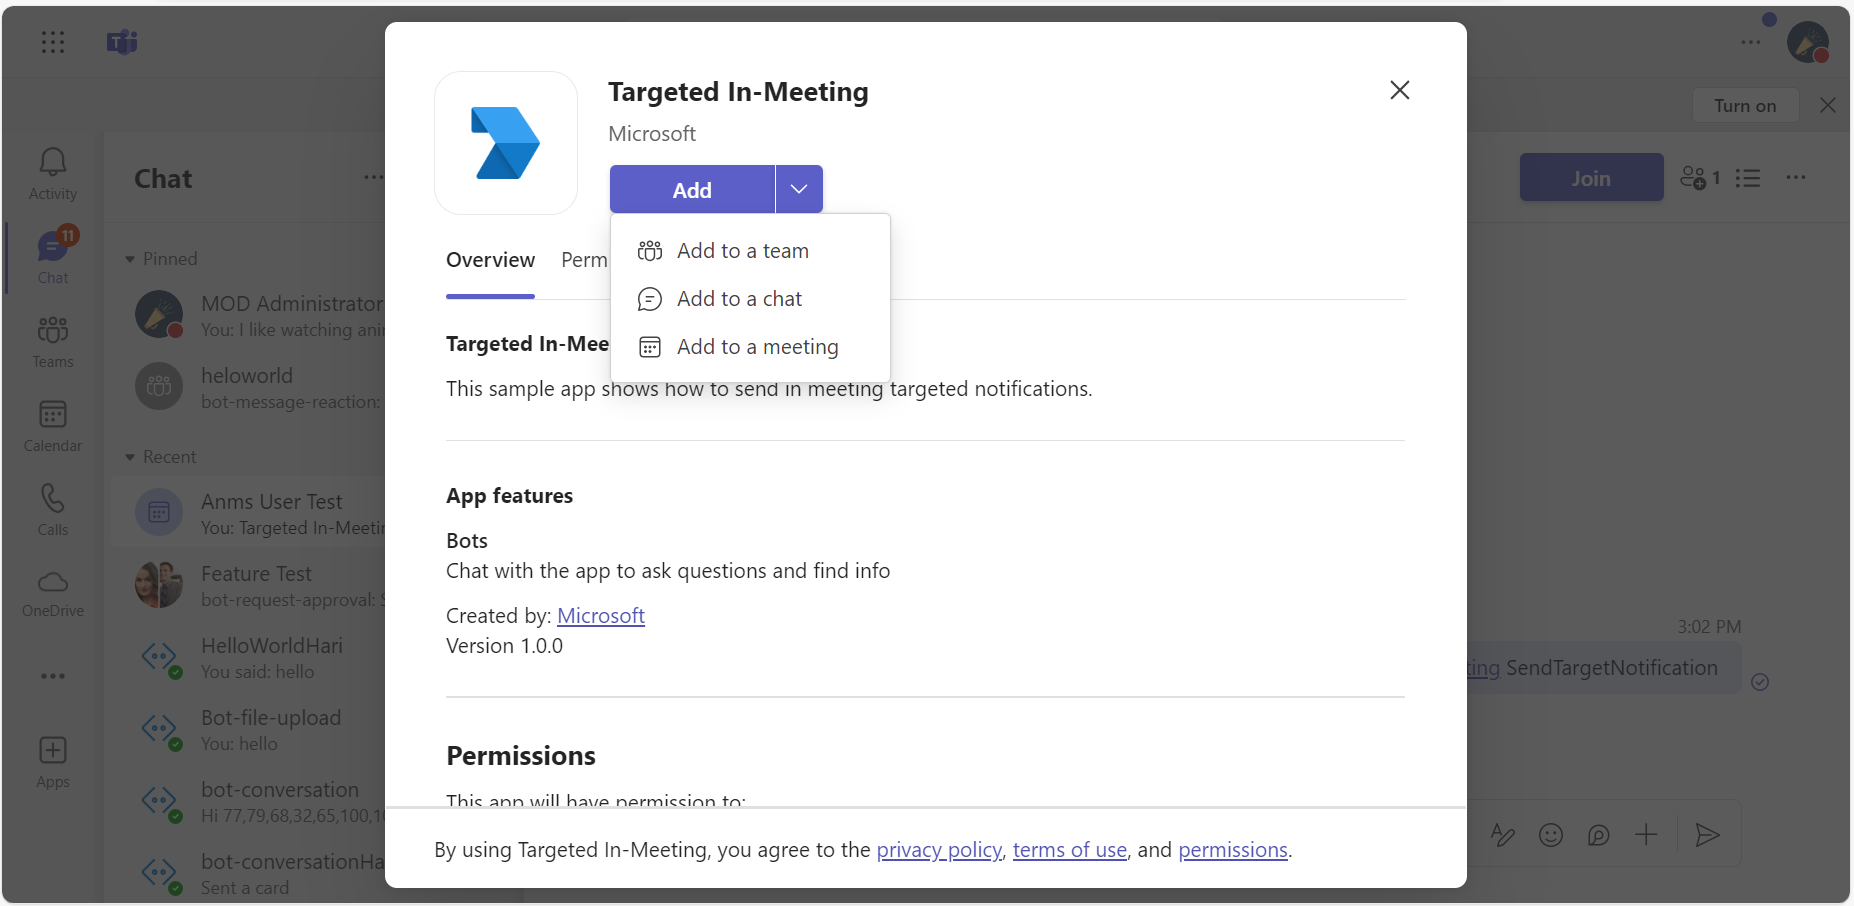 Turn on
Chat
Activity
11
Chat
Teams
Calendar
Calls
OneDrive
Apps
Pinned
MOD Administrator
You: I like watching
heloworld
bot-message-reaction:
Recent
Anms User Test
You: Targeted
Feature Test
bot-request-approval:
HelloWorldHari
You said: hello
Bot-file-upload
You: hello
bot-conversation
Hi 77,79,68,32,65,100,
bot-conversationHa
Sent a card
Targeted In-Meeting
Microsoft
Add
Add to a team
Add to a chat
Add to a meeting
Overview
Perm
Targeted In-Mee
This sample app shows how to send in meeting targeted notifications.
App features
Bots
Chat with the app to ask questions and find info
Created by: Microsoft
Version 1.0.0
Permissions
This app will have permission to:
By using Targeted In-Meeting, you agree to the privacy policy, terms of use, and permissions.
Join
1
3:02 PM
ting SendTargetNotification